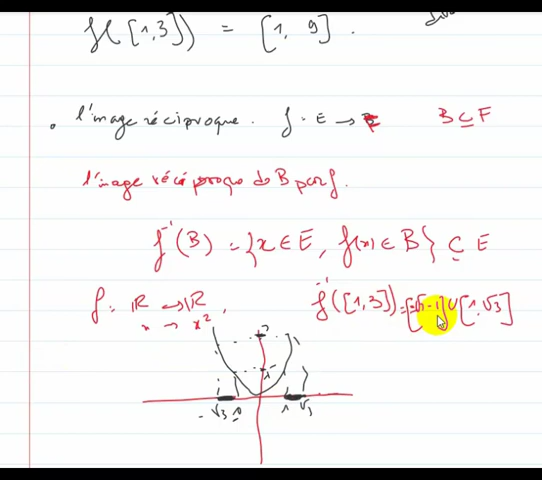 f([1,3]) = [1, 9].
. l'image réciproque. f: E → F B ⊆ F
l'image réciproque de B par f.
f⁻¹(B) = {x ∈ E, f(x) ∈ B} ⊆ E
f: ℝ → ℝ, f⁻¹([1,3]) = [-√3, -1] ∪ [1, √3]
x → x²
3
1
-√3 1 √3